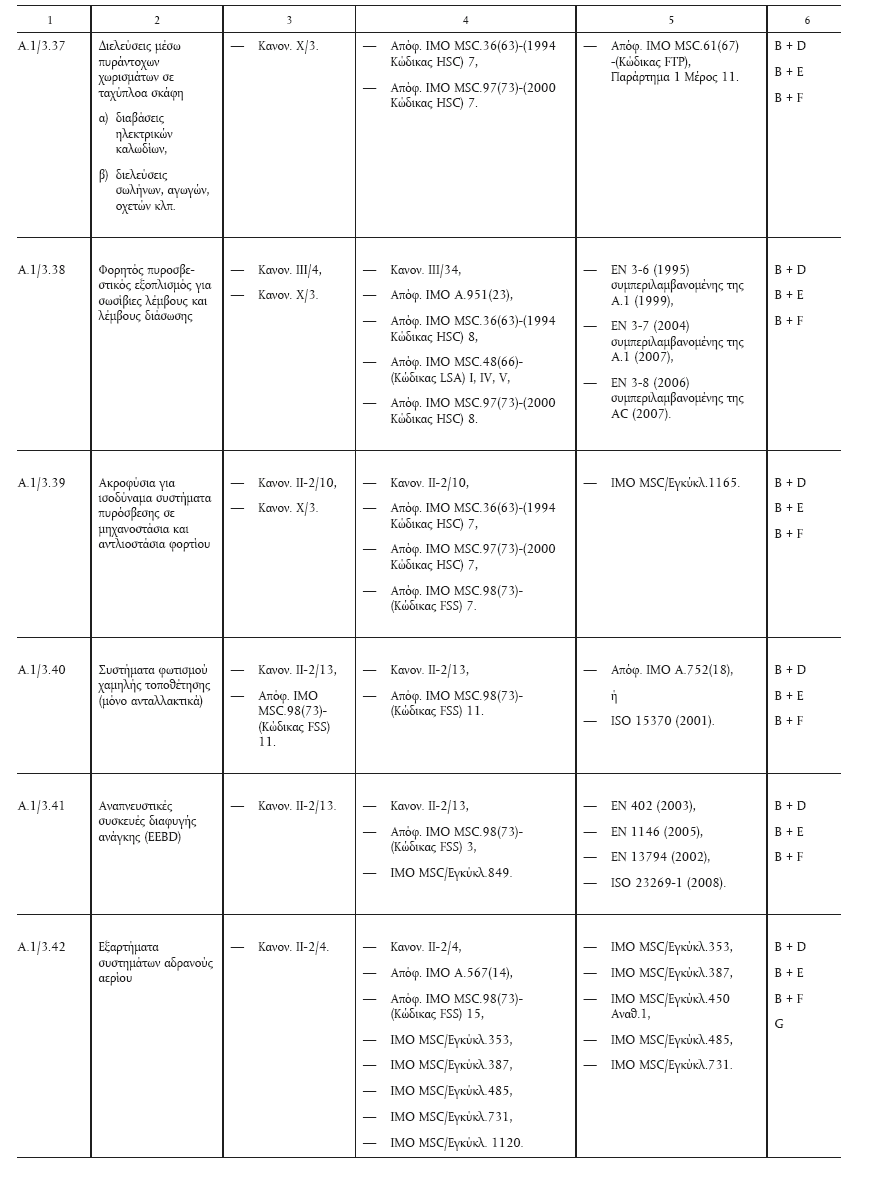 1 2 3 4 5 6
A.1/3.37
Διελεύσεις μέσω
πυράντοχων
χωρισμάτων σε
ταχύπλοα σκάφη
α) διαβάσεις
ηλεκτρικών
καλωδίων,
β) διελεύσεις
σωλήνων, αγωγών,
οχετών κλπ.
— Κανον. X/3.
— Απόφ. IMO MSC.36(63)-(1994
Κώδικας HSC) 7,
— Απόφ. IMO MSC.97(73)-(2000
Κώδικας HSC) 7.
— Απόφ. IMO MSC.61(67)
-(Κώδικας FTP),
Παράρτημα 1 Μέρος 11.
B + D
B + E
B + F
A.1/3.38
Φορητός πυροσβε-
στικός εξοπλισμός για
σωσίβιες λέμβους και
λέμβους διάσωσης
— Κανον. III/4,
— Κανον. X/3.
— Κανον. III/34,
— Απόφ. IMO A.951(23),
— Απόφ. IMO MSC.36(63)-(1994
Κώδικας HSC) 8,
— Απόφ. IMO MSC.48(66)-
(Κώδικας LSA) I, IV, V,
— Απόφ. IMO MSC.97(73)-(2000
Κώδικας HSC) 8.
— EN 3-6 (1995)
συμπεριλαμβανομένης της
A.1 (1999),
— EN 3-7 (2004)
συμπεριλαμβανομένης της
A.1 (2007),
— EN 3-8 (2006)
συμπεριλαμβανομένης της
AC (2007).
B + D
B + E
B + F
A.1/3.39
Ακροφύσια για
ισοδύναμα συστήματα
πυρόσβεσης σε
μηχανοστάσια και
αντλιοστάσια φορτίου
— Κανον. II-2/10,
— Κανον. X/3.
— Κανον. II-2/10,
— Απόφ. IMO MSC.36(63)-(1994
Κώδικας HSC) 7,
— Απόφ. IMO MSC.97(73)-(2000
Κώδικας HSC) 7,
— Απόφ. IMO MSC.98(73)-
(Κώδικας FSS) 7.
— IMO MSC/Εγκύκλ.1165.
B + D
B + E
B + F
A.1/3.40
Συστήματα φωτισμού
χαμηλής τοποθέτησης
(μόνο ανταλλακτικά)
— Κανον. II-2/13,
— Απόφ. IMO
MSC.98(73)-
(Κώδικας FSS)
11.
— Κανον. II-2/13,
— Απόφ. IMO MSC.98(73)-
(Κώδικας FSS) 11.
— Απόφ. IMO A.752(18),
ή
— ISO 15370 (2001).
B + D
B + E
B + F
A.1/3.41
Αναπνευστικές
συσκευές διαφυγής
ανάγκης (EEBD)
— Κανον. II-2/13.
— Κανον. II-2/13,
— Απόφ. IMO MSC.98(73)-
(Κώδικας FSS) 3,
— IMO MSC/Εγκύκλ.849.
— EN 402 (2003),
— EN 1146 (2005),
— EN 13794 (2002),
— ISO 23269-1 (2008).
B + D
B + E
B + F
A.1/3.42
Εξαρτήματα
συστημάτων αδρανούς
αερίου
— Κανον. II-2/4.
— Κανον. II-2/4,
— Απόφ. IMO A.567(14),
— Απόφ. IMO MSC.98(73)-
(Κώδικας FSS) 15,
— IMO MSC/Εγκύκλ.353,
— IMO MSC/Εγκύκλ.387,
— IMO MSC/Εγκύκλ.485,
— IMO MSC/Εγκύκλ.731,
— IMO MSC/Εγκύκλ. 1120.
— IMO MSC/Εγκύκλ.353,
— IMO MSC/Εγκύκλ.387,
— IMO MSC/Εγκύκλ.450
Αναθ.1,
— IMO MSC/Εγκύκλ.485,
— IMO MSC/Εγκύκλ.731.
B + D
B + E
B + F
G